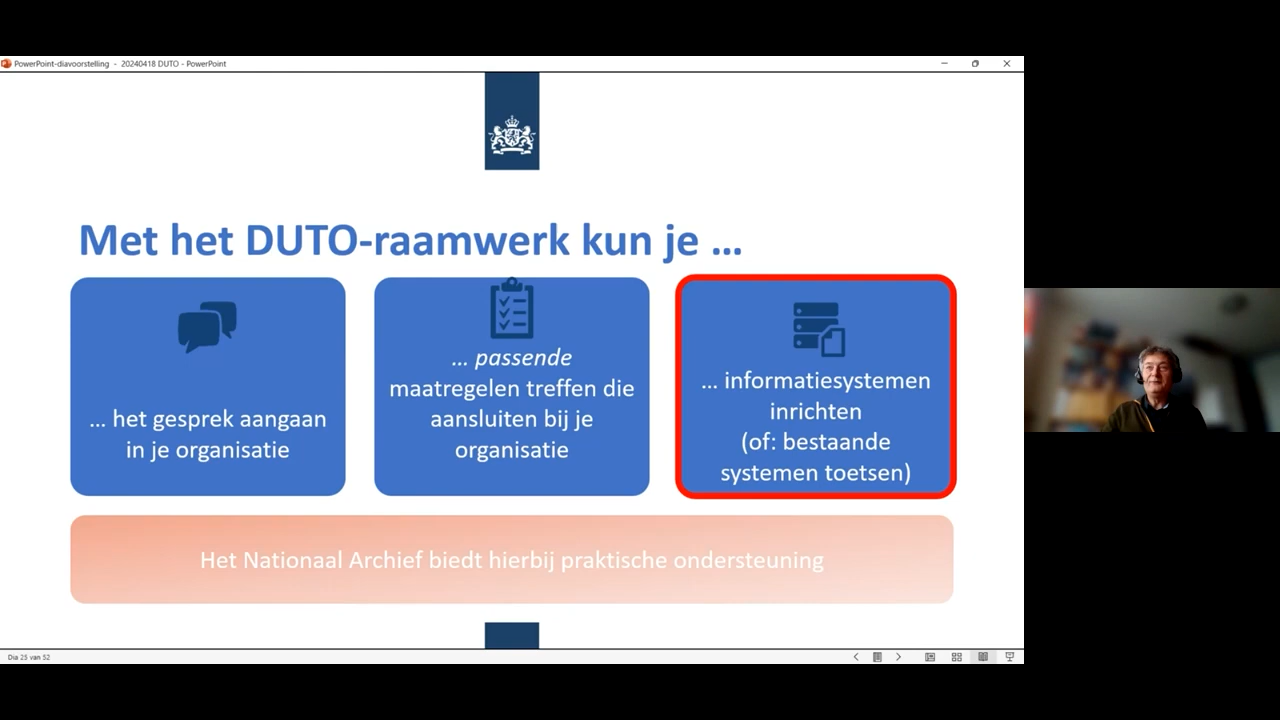 PowerPoint-diavoorstelling - 20240418 DUTO - PowerPoint
Met het DUTO-raamwerk kun je ...
... het gesprek aangaan
in je organisatie
... passende
maatregelen treffen die
aansluiten bij je
organisatie
... informatiesystemen
inrichten
(of: bestaande
systemen toetsen)
Het Nationaal Archief biedt hierbij praktische ondersteuning
Dia 25 van 52